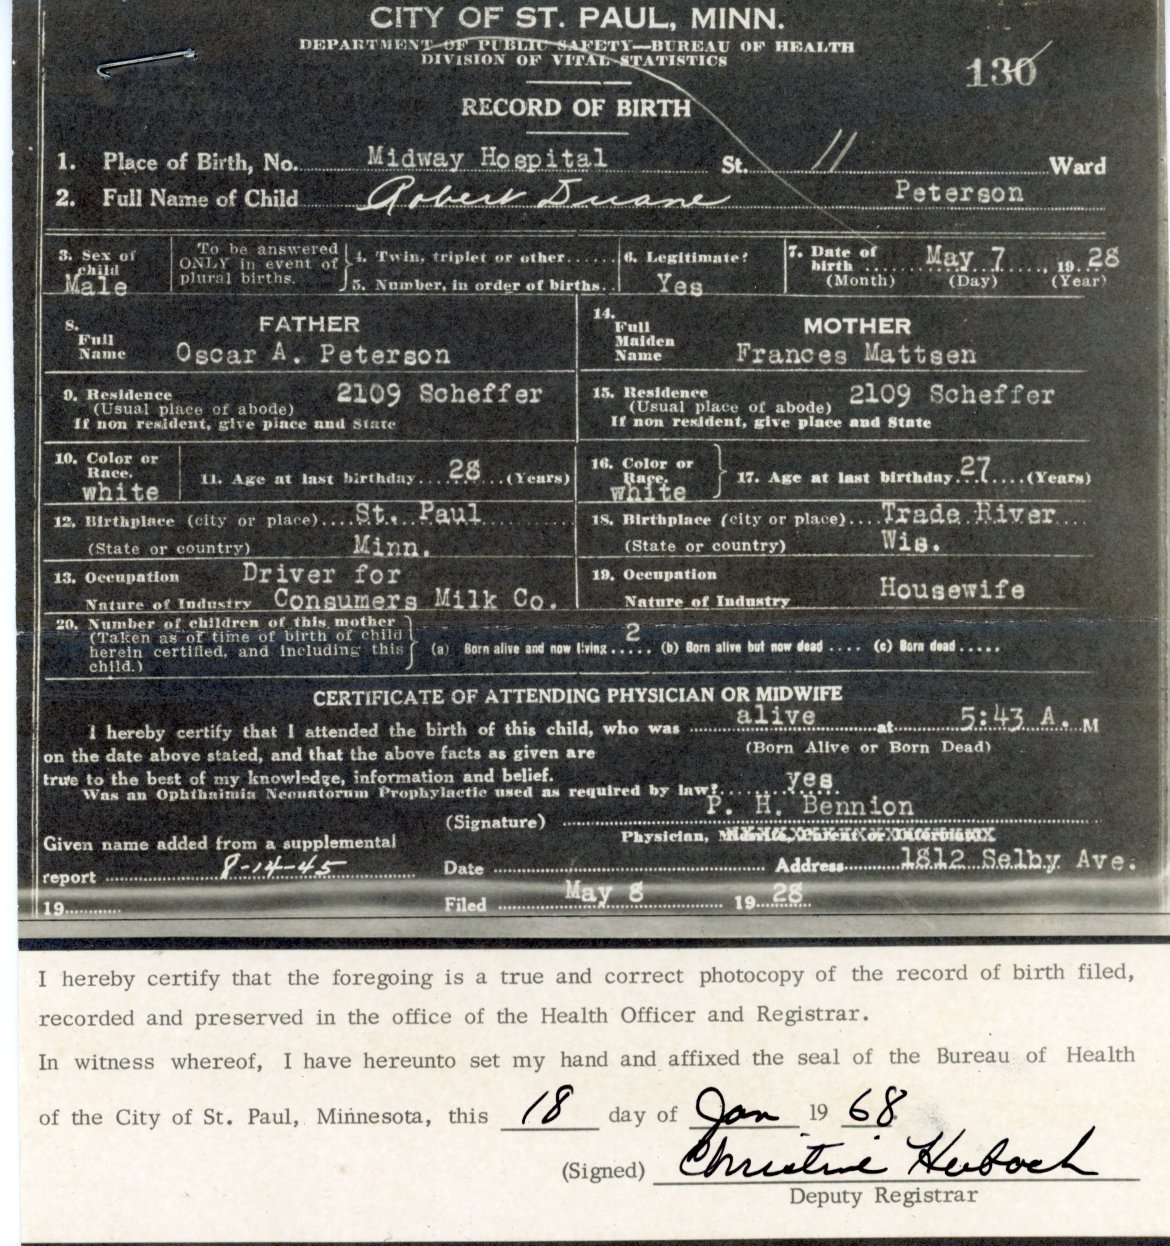 CITY OF ST. PAUL, MINN.
DEPARTMENT OF PUBLIC SAFETY—BUREAU OF HEALTH
DIVISION OF VITAL STATISTICS
130
RECORD OF BIRTH
1. Place of Birth, No. Midway Hospital St. 11 Ward
2. Full Name of Child Robert Duane Peterson
3. Sex of child Male
To be answered ONLY in event of plural births.
4. Twin, triplet or other......
5. Number, in order of births..
6. Legitimate? Yes
7. Date of birth .... May 7 ...., 19 28
(Month) (Day) (Year)
FATHER
8. Full Name Oscar A. Peterson
9. Residence 2109 Scheffer
(Usual place of abode)
If non resident, give place and State
10. Color or Race. white
11. Age at last birthday 28 (Years)
12. Birthplace (city or place) St. Paul
(State or country) Minn.
13. Occupation Driver for
Nature of Industry Consumers Milk Co.
MOTHER
14. Full Maiden Name Frances Mattsen
15. Residence 2109 Scheffer
(Usual place of abode)
If non resident, give place and State
16. Color or Race. white
17. Age at last birthday 27 (Years)
18. Birthplace (city or place) Trade River
(State or country) Wis.
19. Occupation
Nature of Industry Housewife
20. Number of children of this mother
(Taken as of time of birth of child
herein certified, and including this
child.)
(a) Born alive and now living 2 (b) Born alive but now dead .... (c) Born dead .....
CERTIFICATE OF ATTENDING PHYSICIAN OR MIDWIFE
I hereby certify that I attended the birth of this child, who was alive at 5:43 A. M
on the date above stated, and that the above facts as given are (Born Alive or Born Dead)
true to the best of my knowledge, information and belief.
Was an Ophthalmia Neonatorum Prophylactic used as required by law? yes
(Signature) P. H. Bennion
Physician, Midwife, Parent or Informant
Given name added from a supplemental
report 8-14-45 Date Address 1812 Selby Ave.
19 Filed May 8 19 28
I hereby certify that the foregoing is a true and correct photocopy of the record of birth filed,
recorded and preserved in the office of the Health Officer and Registrar.
In witness whereof, I have hereunto set my hand and affixed the seal of the Bureau of Health
of the City of St. Paul, Minnesota, this 18 day of Jan 19 68
(Signed) Christine
Deputy Registrar